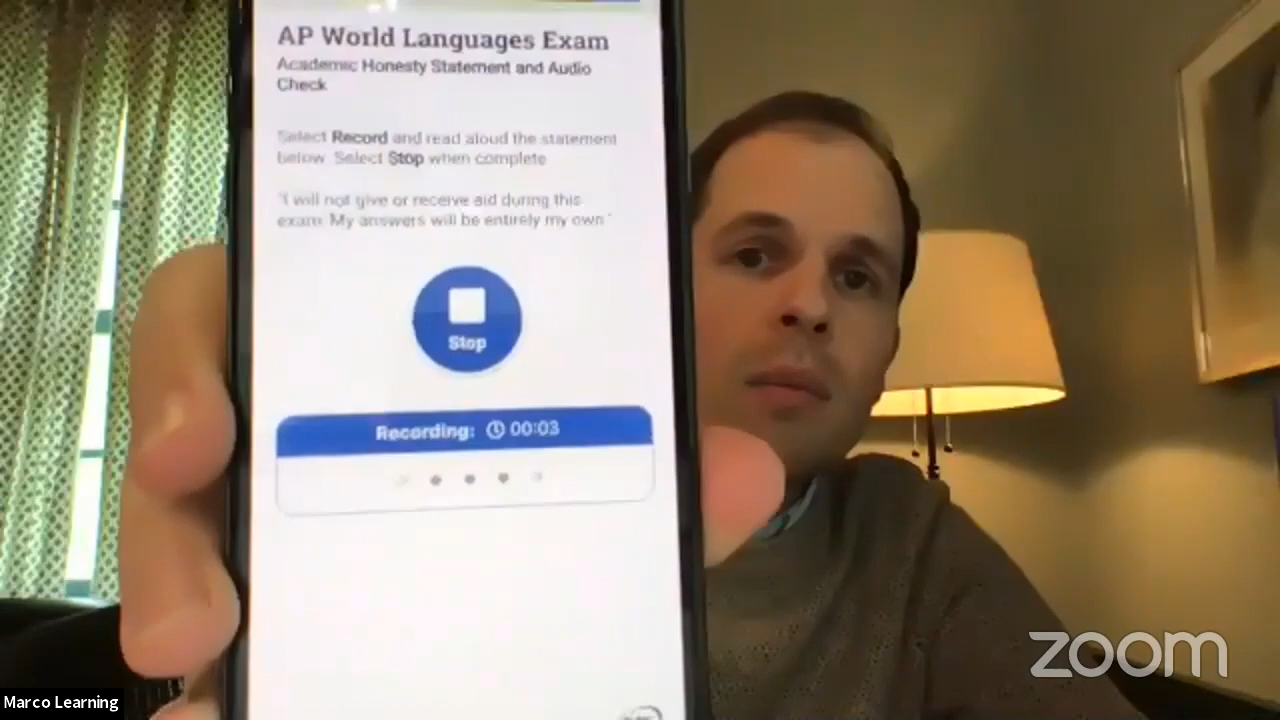 AP World Languages Exam
Academic Honesty Statement and Audio
Check
Select Record and read aloud the statement
below. Select Stop when complete
"I will not give or receive aid during this
exam. My answers will be entirely my own."
Stop
Recording: 00:03
zoom
Marco Learning